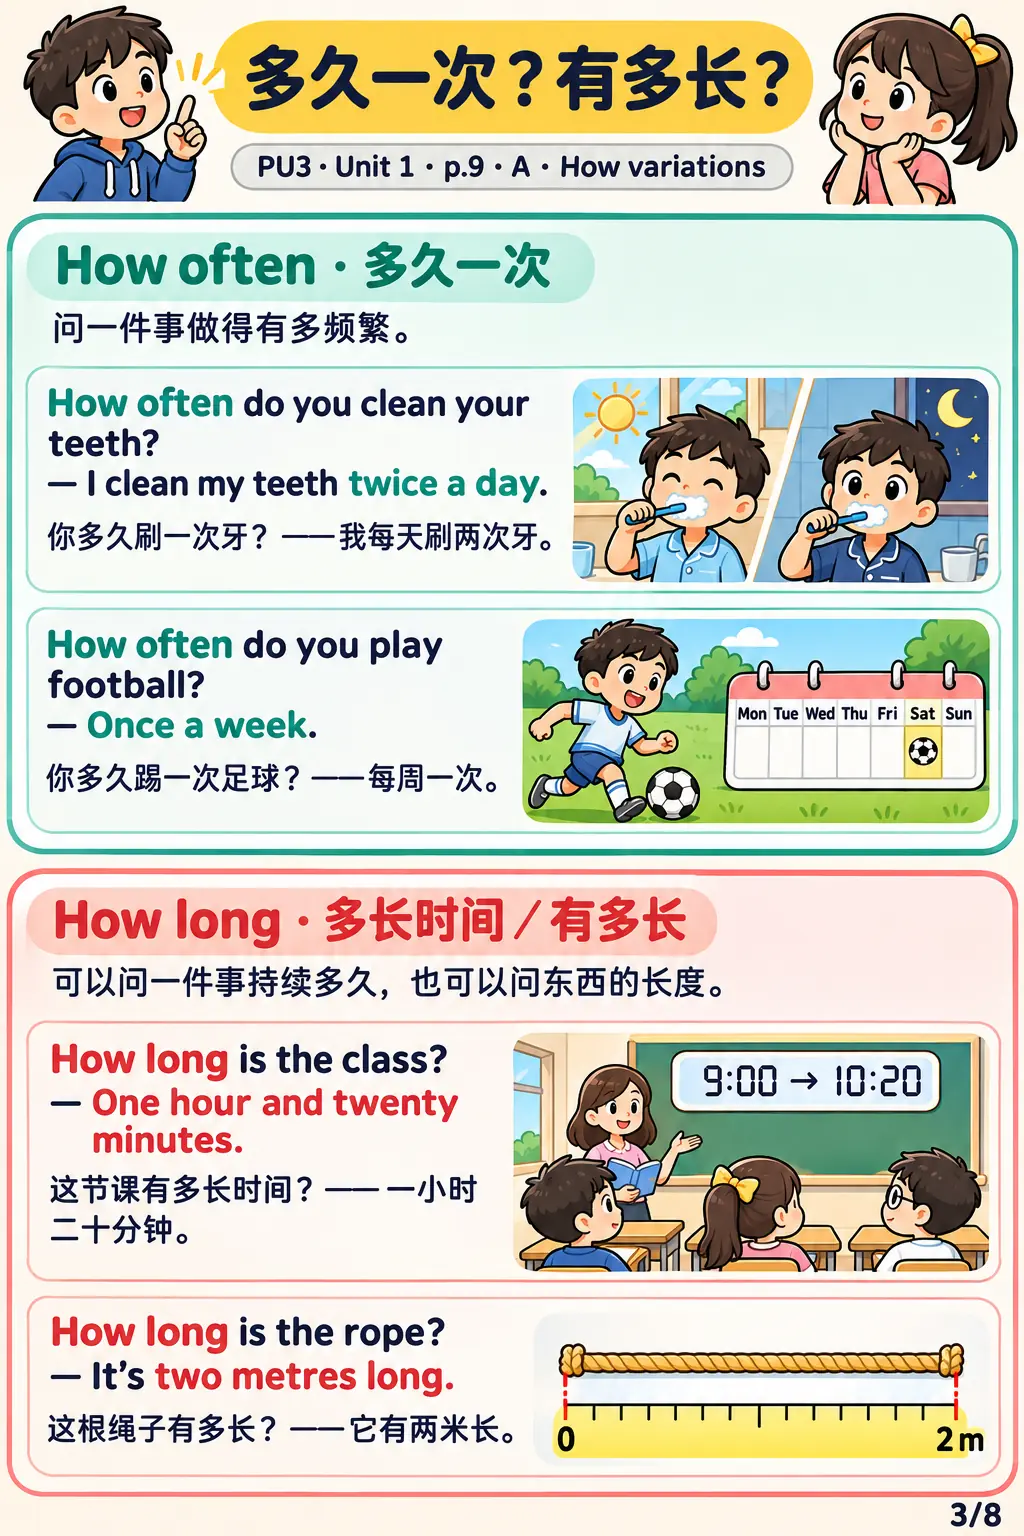 多久一次？有多长？
PU3 · Unit 1 · p.9 · A · How variations
How often · 多久一次
问一件事做得有多频繁。
How often do you clean your
teeth?
— I clean my teeth twice a day.
你多久刷一次牙？——我每天刷两次牙。
How often do you play
football?
— Once a week.
你多久踢一次足球？——每周一次。
Mon Tue Wed Thu Fri Sat Sun
How long · 多长时间／有多长
可以问一件事持续多久，也可以问东西的长度。
How long is the class?
— One hour and twenty
minutes.
这节课有多长时间？——一小时
二十分钟。
9:00 → 10:20
How long is the rope?
— It's two metres long.
这根绳子有多长？——它有两米长。
0 2 m
3/8